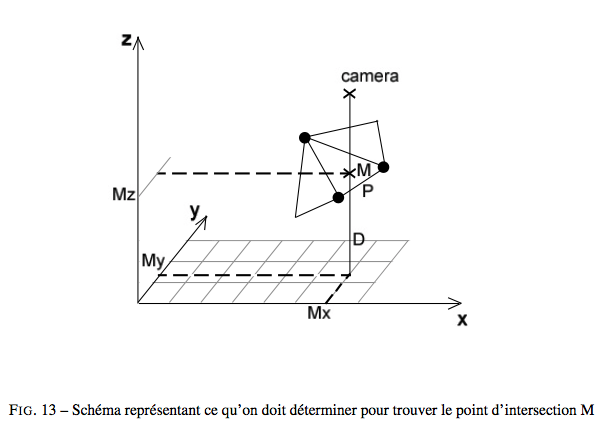 z
camera
M
P
Mz
y
D
My
Mx
x
FIG. 13 – Schéma représentant ce qu'on doit déterminer pour trouver le point d'intersection M